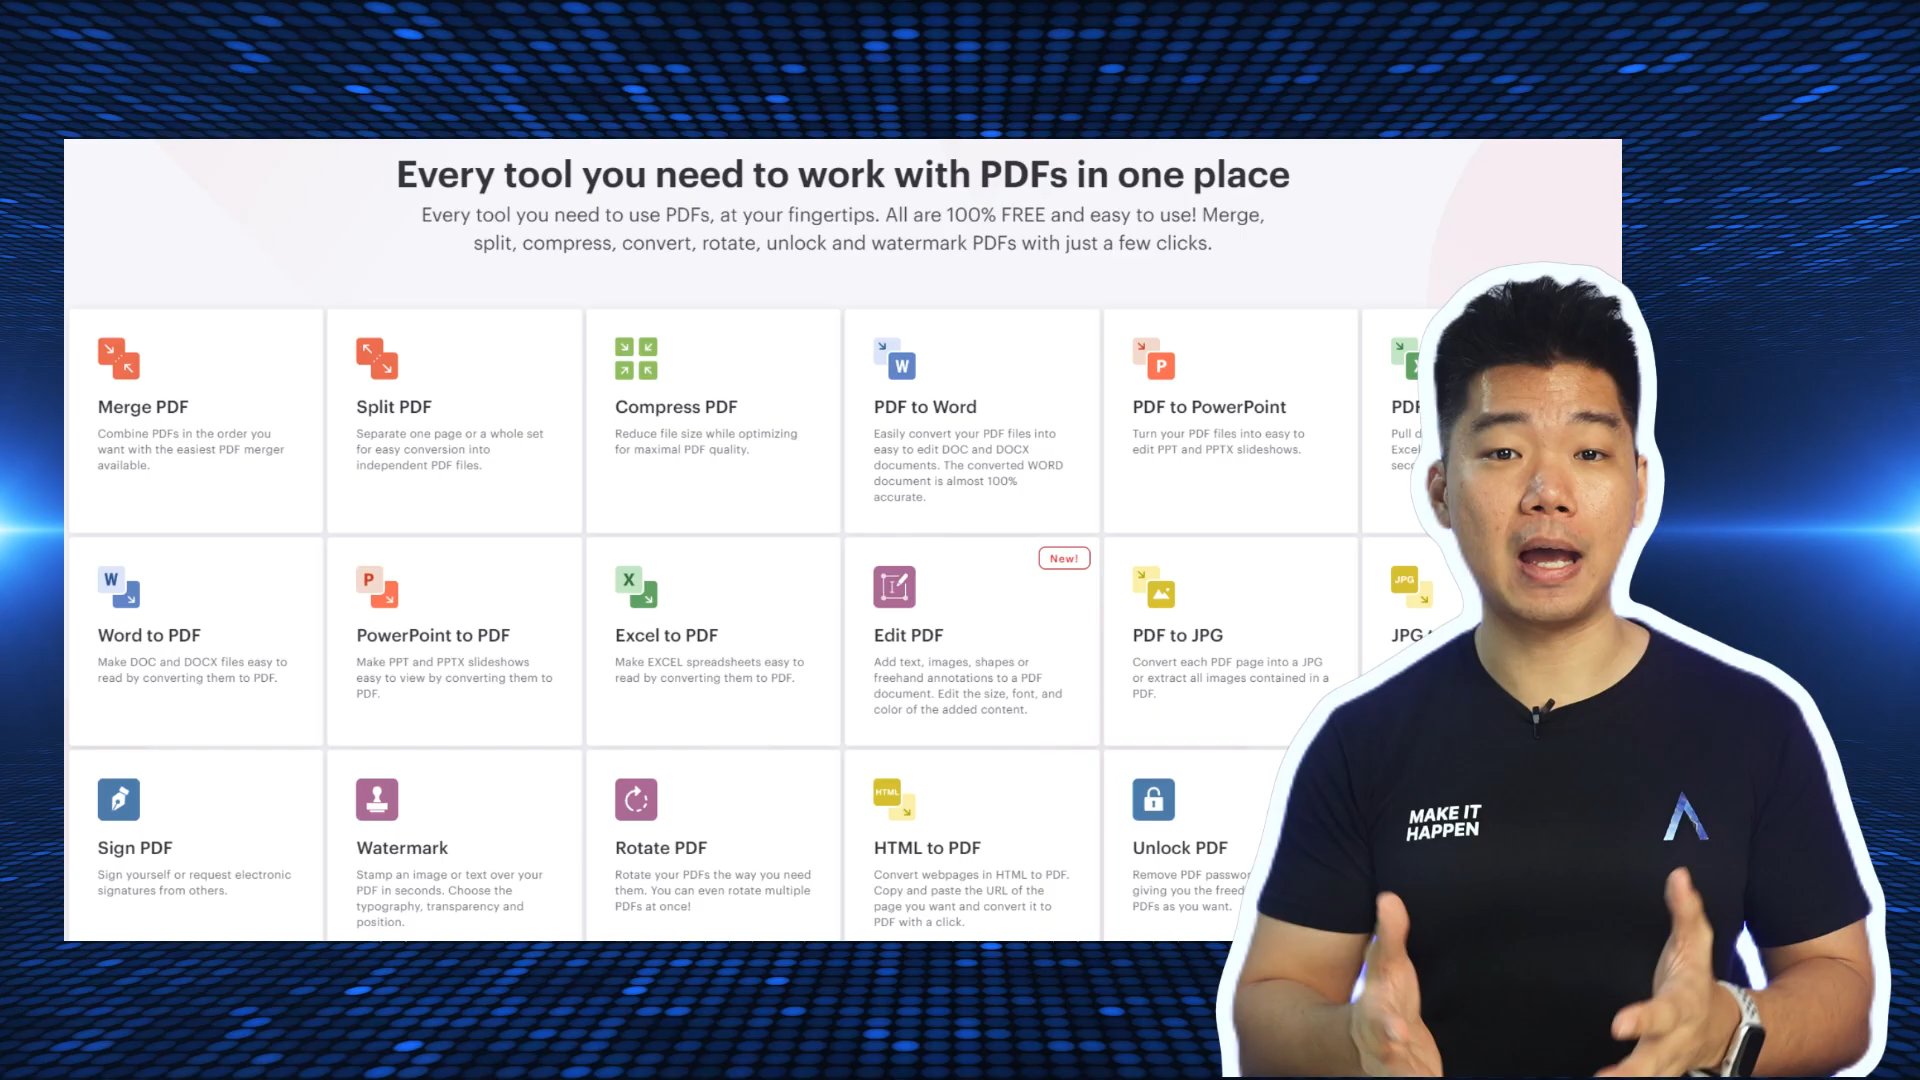 Every tool you need to work with PDFs in one place
Every tool you need to use PDFs, at your fingertips. All are 100% FREE and easy to use! Merge,
split, compress, convert, rotate, unlock and watermark PDFs with just a few clicks.
Merge PDF
Combine PDFs in the order you
want with the easiest PDF merger
available.
Split PDF
Separate one page or a whole set
for easy conversion into
independent PDF files.
Compress PDF
Reduce file size while optimizing
for maximal PDF quality.
W
PDF to Word
Easily convert your PDF files into
easy to edit DOC and DOCX
documents. The converted WORD
document is almost 100%
accurate.
P
PDF to PowerPoint
Turn your PDF files into easy to
edit PPT and PPTX slideshows.
W
Word to PDF
Make DOC and DOCX files easy to
read by converting them to PDF.
P
PowerPoint to PDF
Make PPT and PPTX slideshows
easy to view by converting them to
PDF.
X
Excel to PDF
Make EXCEL spreadsheets easy to
read by converting them to PDF.
New!
Edit PDF
Add text, images, shapes or
freehand annotations to a PDF
document. Edit the size, font, and
color of the added content.
PDF to JPG
Convert each PDF page into a JPG
or extract all images contained in a
PDF.
JPG
JPG
Sign PDF
Sign yourself or request electronic
signatures from others.
Watermark
Stamp an image or text over your
PDF in seconds. Choose the
typography, transparency and
position.
Rotate PDF
Rotate your PDFs the way you need
them. You can even rotate multiple
PDFs at once!
HTML
HTML to PDF
Convert webpages in HTML to PDF.
Copy and paste the URL of the
page you want and convert it to
PDF with a click.
Unlock PDF
Remove PDF
giving you the
PDFs as you want.
MAKE IT
HAPPEN